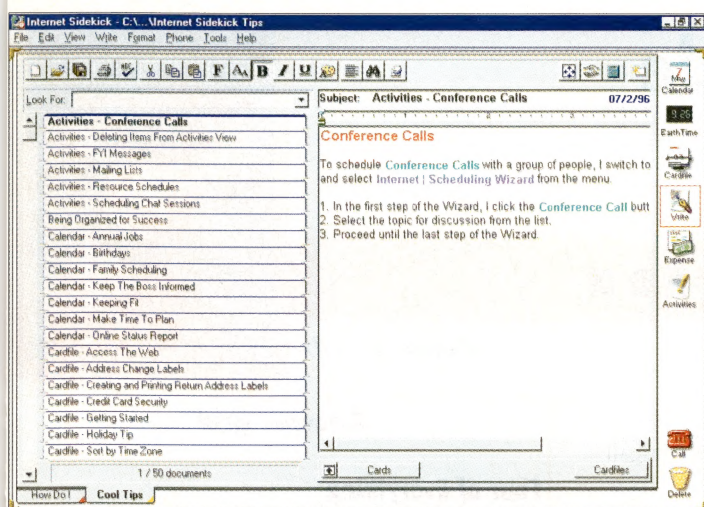 Internet Sidekick - C:\...\Internet Sidekick Tips
File Edit View Write Format Phone Tools Help
ABC
F AA B I U
Look For:
Subject: Activities - Conference Calls 07/2/96
Activities - Conference Calls
Activities - Deleting Items From Activities View
Activities - FYI Messages
Activities - Mailing Lists
Activities - Resource Schedules
Activities - Scheduling Chat Sessions
Being Organized for Success
Calendar - Annual Jobs
Calendar - Birthdays
Calendar - Family Scheduling
Calendar - Keep The Boss Informed
Calendar - Keeping Fit
Calendar - Make Time To Plan
Calendar - Online Status Report
Cardfile - Access The Web
Cardfile - Address Change Labels
Cardfile - Creating and Printing Return Address Labels
Cardfile - Credit Card Security
Cardfile - Getting Started
Cardfile - Holiday Tip
Cardfile - Sort by Time Zone
1 / 50 documents
How Do I
Cool Tips
1 2 3
Conference Calls
To schedule Conference Calls with a group of people, I switch to
and select Internet | Scheduling Wizard from the menu.
1. In the first step of the Wizard, I click the Conference Call butt
2. Select the topic for discussion from the list.
3. Proceed until the last step of the Wizard.
Cards
Cardfiles
7
May
Calendar
9:26
EarthTime
Cardfile
Write
Expense
Activities
Call
Delete